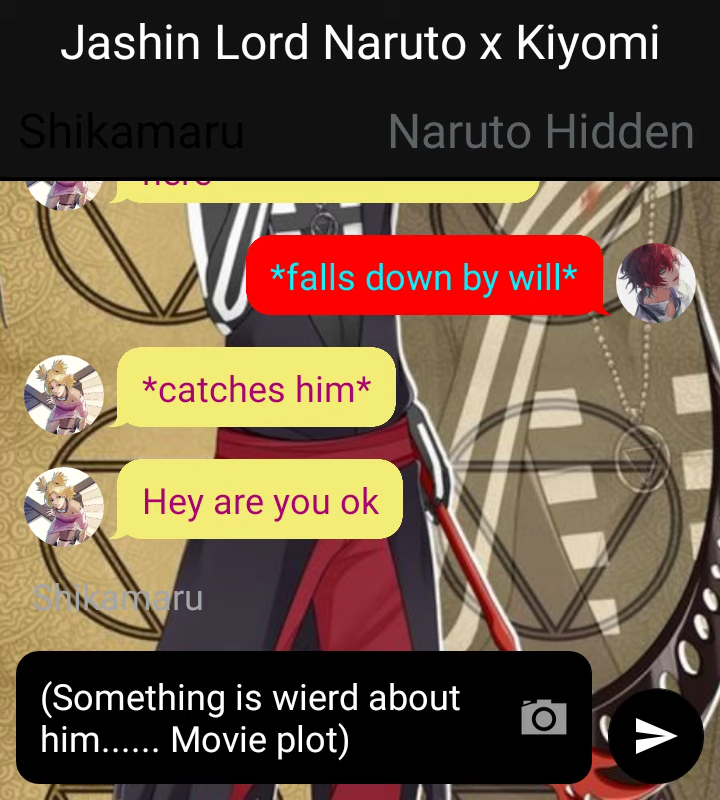 Jashin Lord Naruto x Kiyomi
Shikamaru
Naruto Hidden
*falls down by will*
*catches him*
Hey are you ok
Shikamaru
(Something is wierd about
him...... Movie plot)